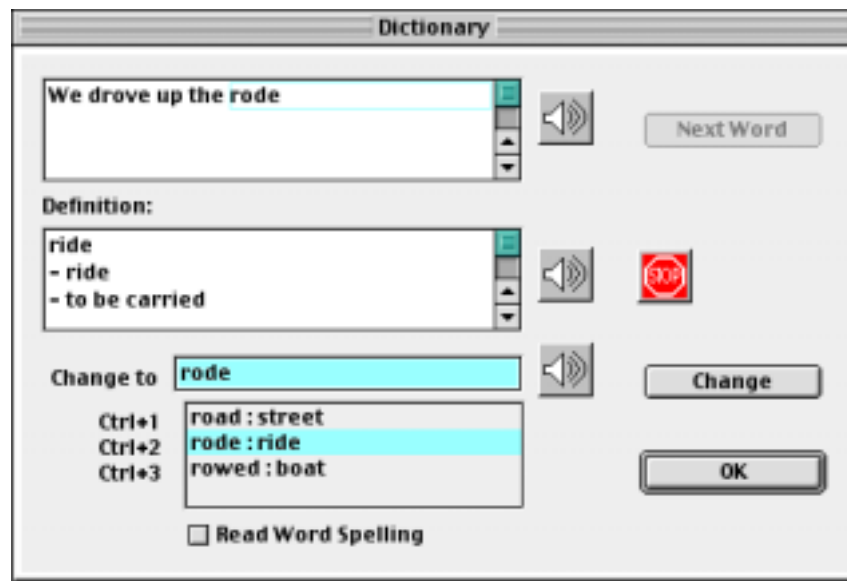 Dictionary
We drove up the rode
Next Word
Definition:
ride
- ride
- to be carried
STOP
Change to
rode
Change
Ctrl+1 road : street
Ctrl+2 rode : ride
Ctrl+3 rowed : boat
OK
Read Word Spelling